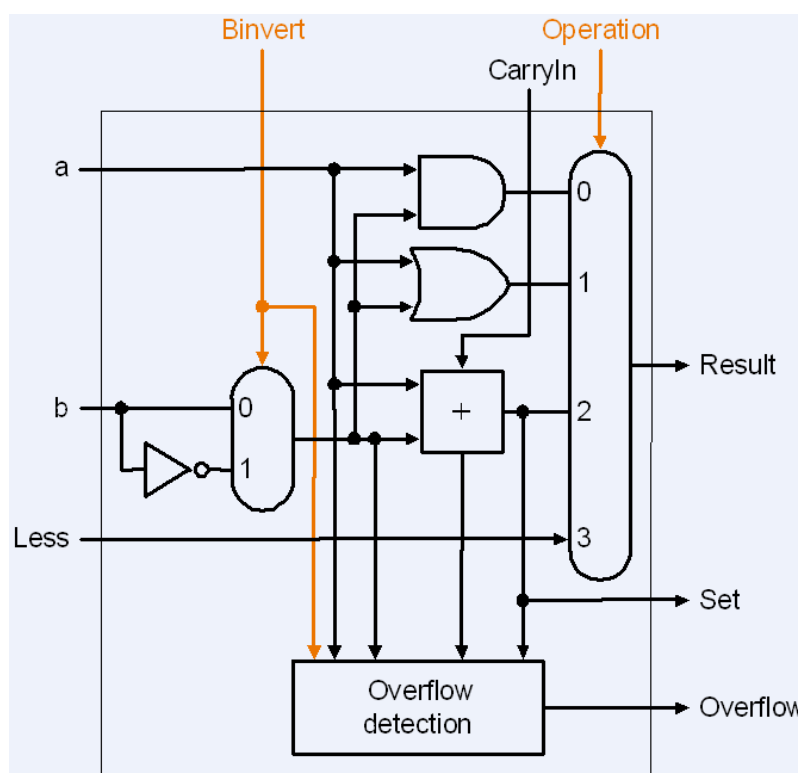 Binvert
Operation
CarryIn
a
0
1
b
0
1
+
2
Result
Less
3
Set
Overflow
detection
Overflow